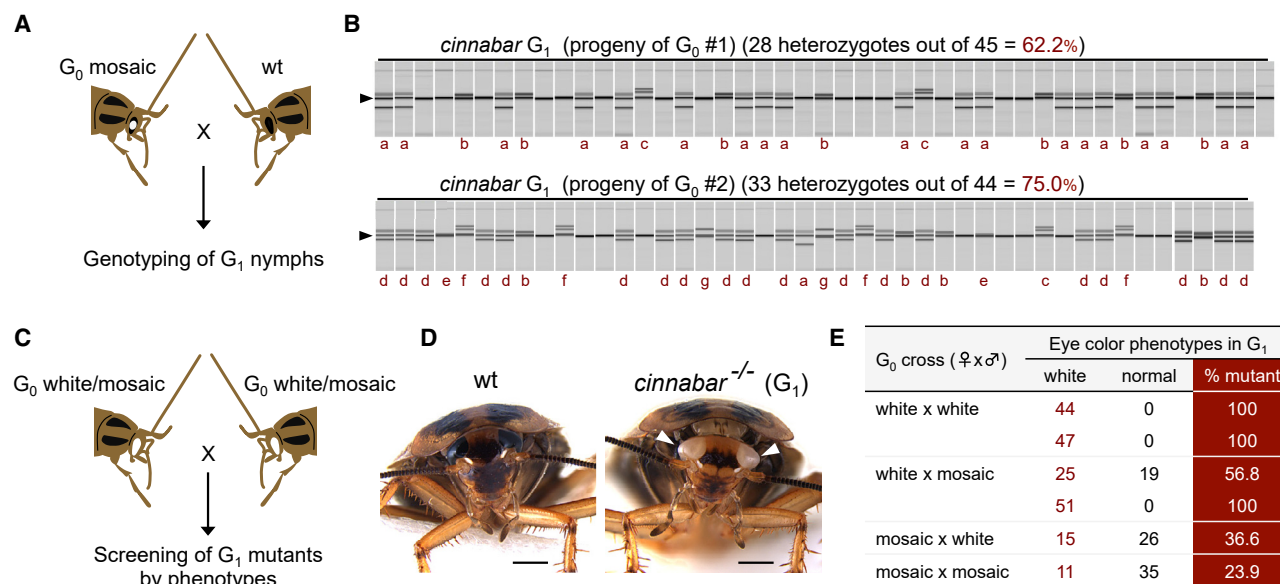 A
G0 mosaic
wt
X
Genotyping of G1 nymphs
B
cinnabar G1 (progeny of G0 #1) (28 heterozygotes out of 45 = 62.2%)
a a b a b a a c a b a a a b a c a a b a a a b a a b a a
cinnabar G1 (progeny of G0 #2) (33 heterozygotes out of 44 = 75.0%)
d d d e f d d b f d d d g d d d a g d f d b d b e c d d f d b d d
C
G0 white/mosaic
G0 white/mosaic
X
Screening of G1 mutants
by phenotypes
D
wt
cinnabar -/- (G1)
E
G0 cross (♀x♂)
Eye color phenotypes in G1
white normal % mutant
white x white 44 0 100
47 0 100
white x mosaic 25 19 56.8
51 0 100
mosaic x white 15 26 36.6
mosaic x mosaic 11 35 23.9